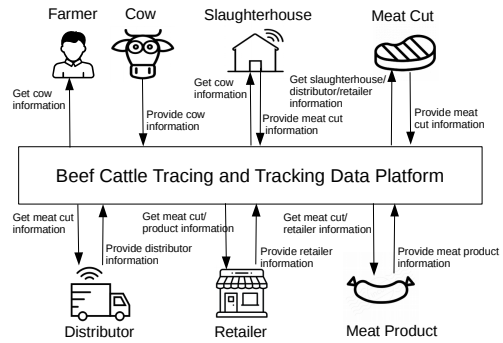 Farmer
Cow
Slaughterhouse
Meat Cut
Get cow
information
Provide cow
information
Get cow
information
Provide meat cut
information
Get slaughterhouse/
distributor/retailer
information
Provide meat
cut information
Beef Cattle Tracing and Tracking Data Platform
Get meat cut
information
Provide distributor
information
Get meat cut/
product information
Provide retailer
information
Get meat cut/
retailer information
Provide meat product
information
Distributor
Retailer
Meat Product